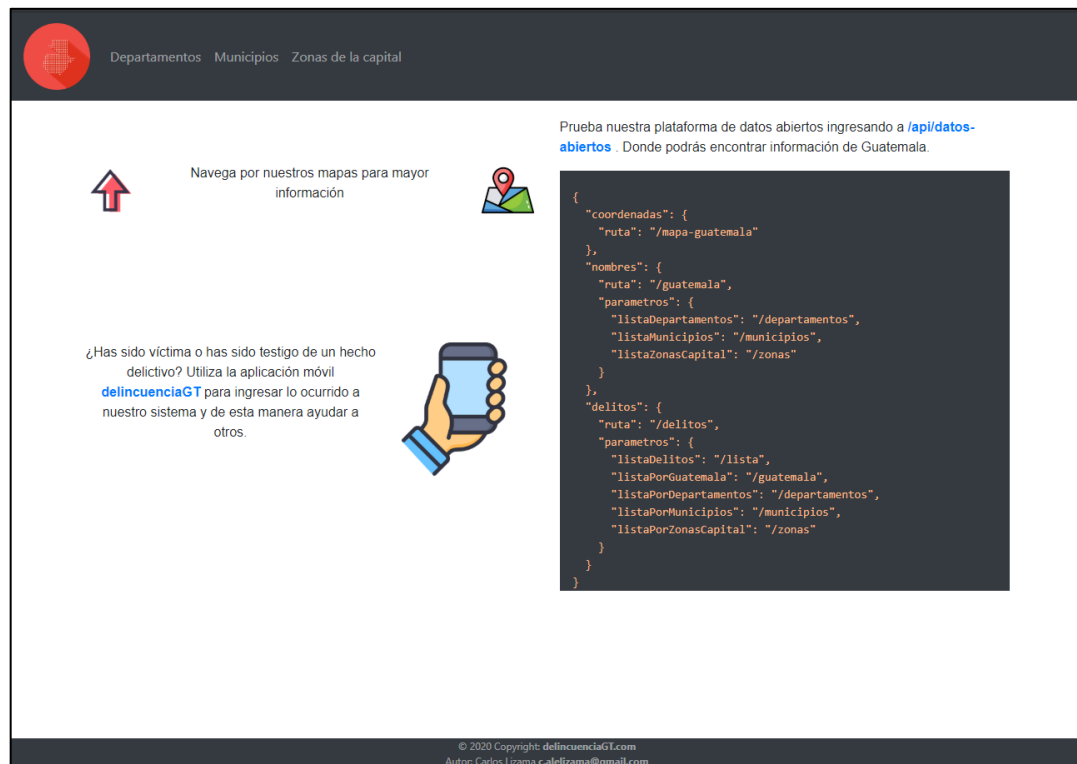 Departamentos Municipios Zonas de la capital
Navega por nuestros mapas para mayor
información
¿Has sido víctima o has sido testigo de un hecho
delictivo? Utiliza la aplicación móvil
delincuenciaGT para ingresar lo ocurrido a
nuestro sistema y de esta manera ayudar a
otros.
Prueba nuestra plataforma de datos abiertos ingresando a /api/datos-
abiertos . Donde podrás encontrar información de Guatemala.
{
  "coordenadas": {
    "ruta": "/mapa-guatemala"
  },
  "nombres": {
    "ruta": "/guatemala",
    "parametros": {
      "listaDepartamentos": "/departamentos",
      "listaMunicipios": "/municipios",
      "listaZonasCapital": "/zonas"
    }
  },
  "delitos": {
    "ruta": "/delitos",
    "parametros": {
      "listaDelitos": "/lista",
      "listaPorGuatemala": "/guatemala",
      "listaPorDepartamentos": "/departamentos",
      "listaPorMunicipios": "/municipios",
      "listaPorZonasCapital": "/zonas"
    }
  }
}
© 2020 Copyright: delincuenciaGT.com
Autor: Carlos Lizama c.alelizama@gmail.com